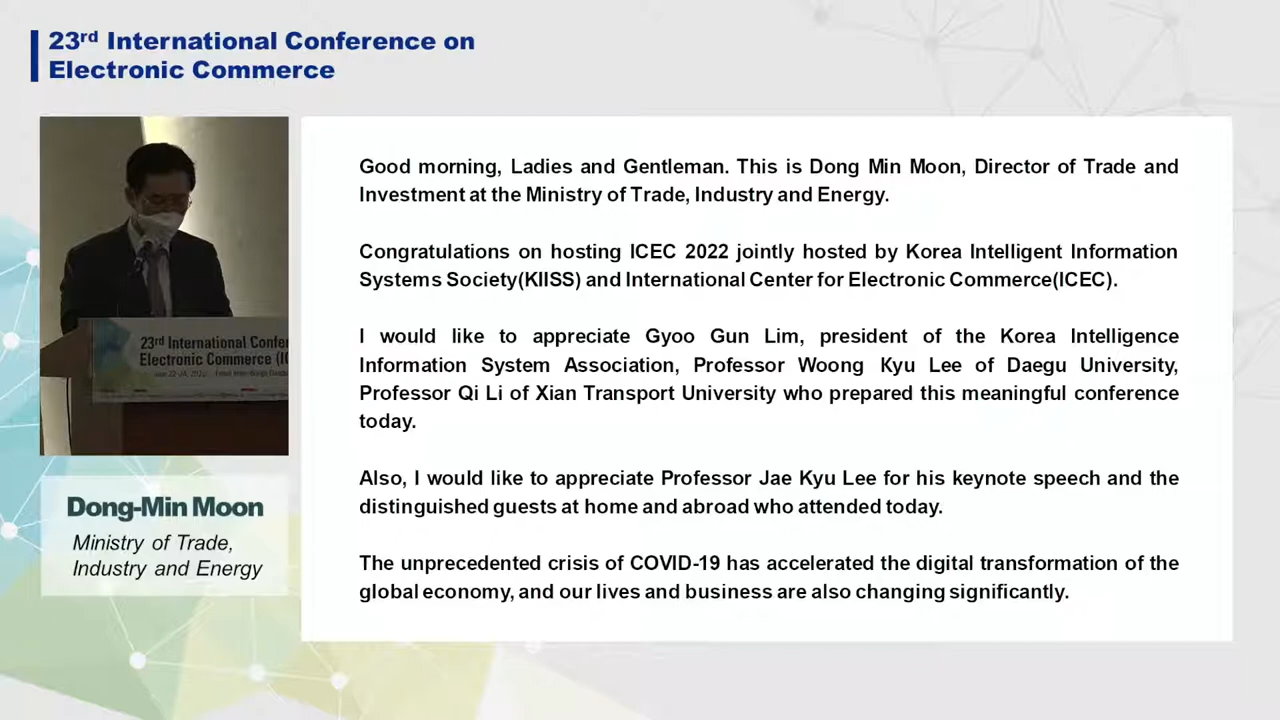 23rd International Conference on
Electronic Commerce
Good morning, Ladies and Gentleman. This is Dong Min Moon, Director of Trade and
Investment at the Ministry of Trade, Industry and Energy.
Congratulations on hosting ICEC 2022 jointly hosted by Korea Intelligent Information
Systems Society(KIISS) and International Center for Electronic Commerce(ICEC).
I would like to appreciate Gyoo Gun Lim, president of the Korea Intelligence
Information System Association, Professor Woong Kyu Lee of Daegu University,
Professor Qi Li of Xian Transport University who prepared this meaningful conference
today.
Also, I would like to appreciate Professor Jae Kyu Lee for his keynote speech and the
distinguished guests at home and abroad who attended today.
The unprecedented crisis of COVID-19 has accelerated the digital transformation of the
global economy, and our lives and business are also changing significantly.
23rd International Confe
Electronic Commerce (IC
Dong-Min Moon
Ministry of Trade,
Industry and Energy